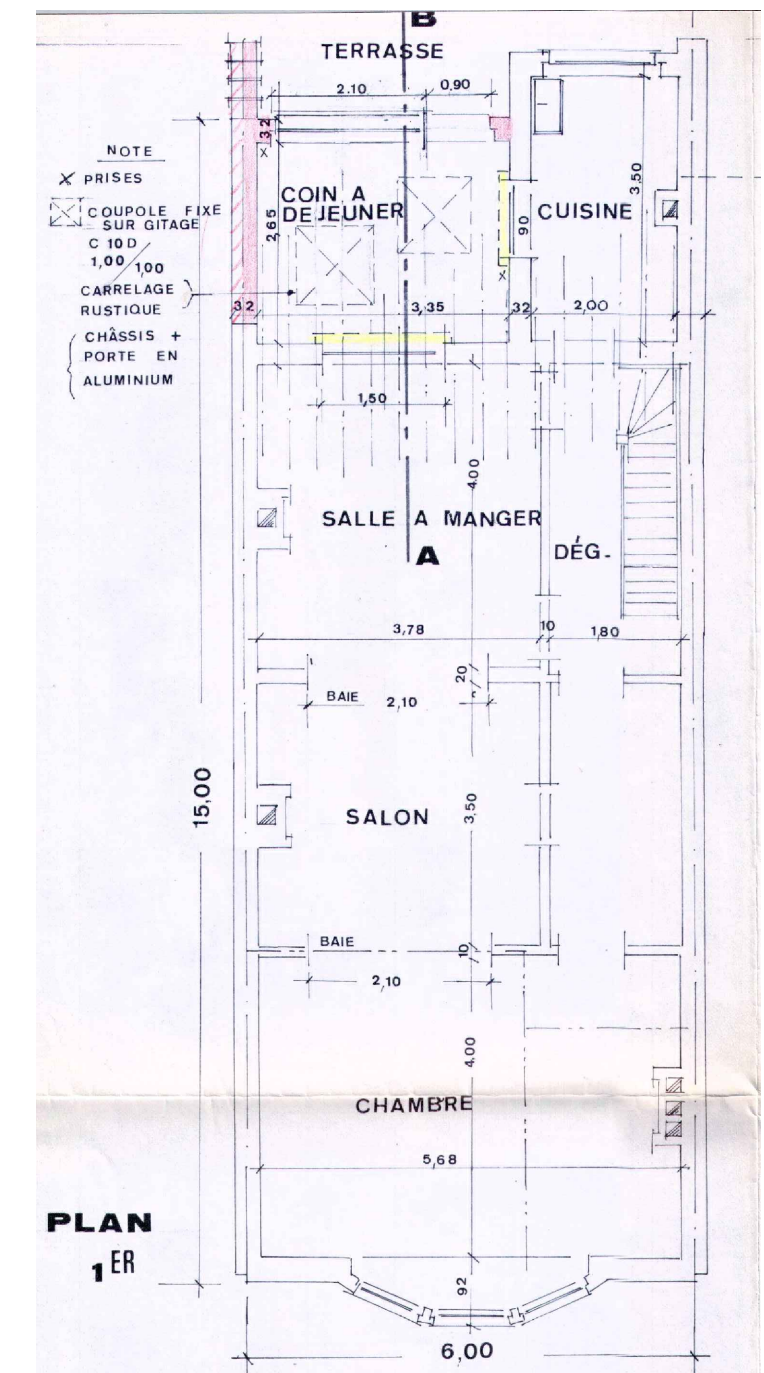 B
TERRASSE
2.10
0,90
32
NOTE
X PRISES
COUPOLE FIXE
SUR GITAGE
C 10 D
1,00 / 1,00
CARRELAGE
RUSTIQUE
CHÂSSIS +
PORTE EN
ALUMINIUM
COIN A
DEJEUNER
2,65
90
CUISINE
3,50
32
3,35
32
2,00
1,50
4.00
SALLE A MANGER
A
DÉG.
3,78
10
1,80
20
BAIE
2,10
15,00
SALON
3,50
BAIE
10
2,10
4.00
CHAMBRE
5,68
PLAN
1ER
92
6,00